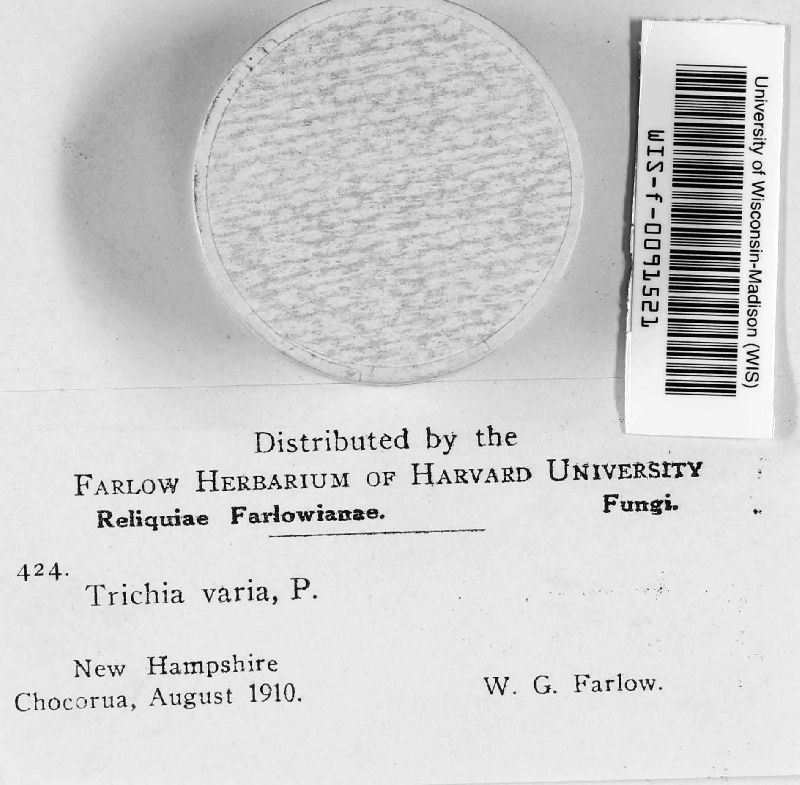 University of Wisconsin-Madison (WIS)
WIS-f-0091521
Distributed by the
FARLOW HERBARIUM OF HARVARD UNIVERSITY
Reliquiae Farlowianae. Fungi.
424.
Trichia varia, P.
New Hampshire
Chocorua, August 1910.
W. G. Farlow.